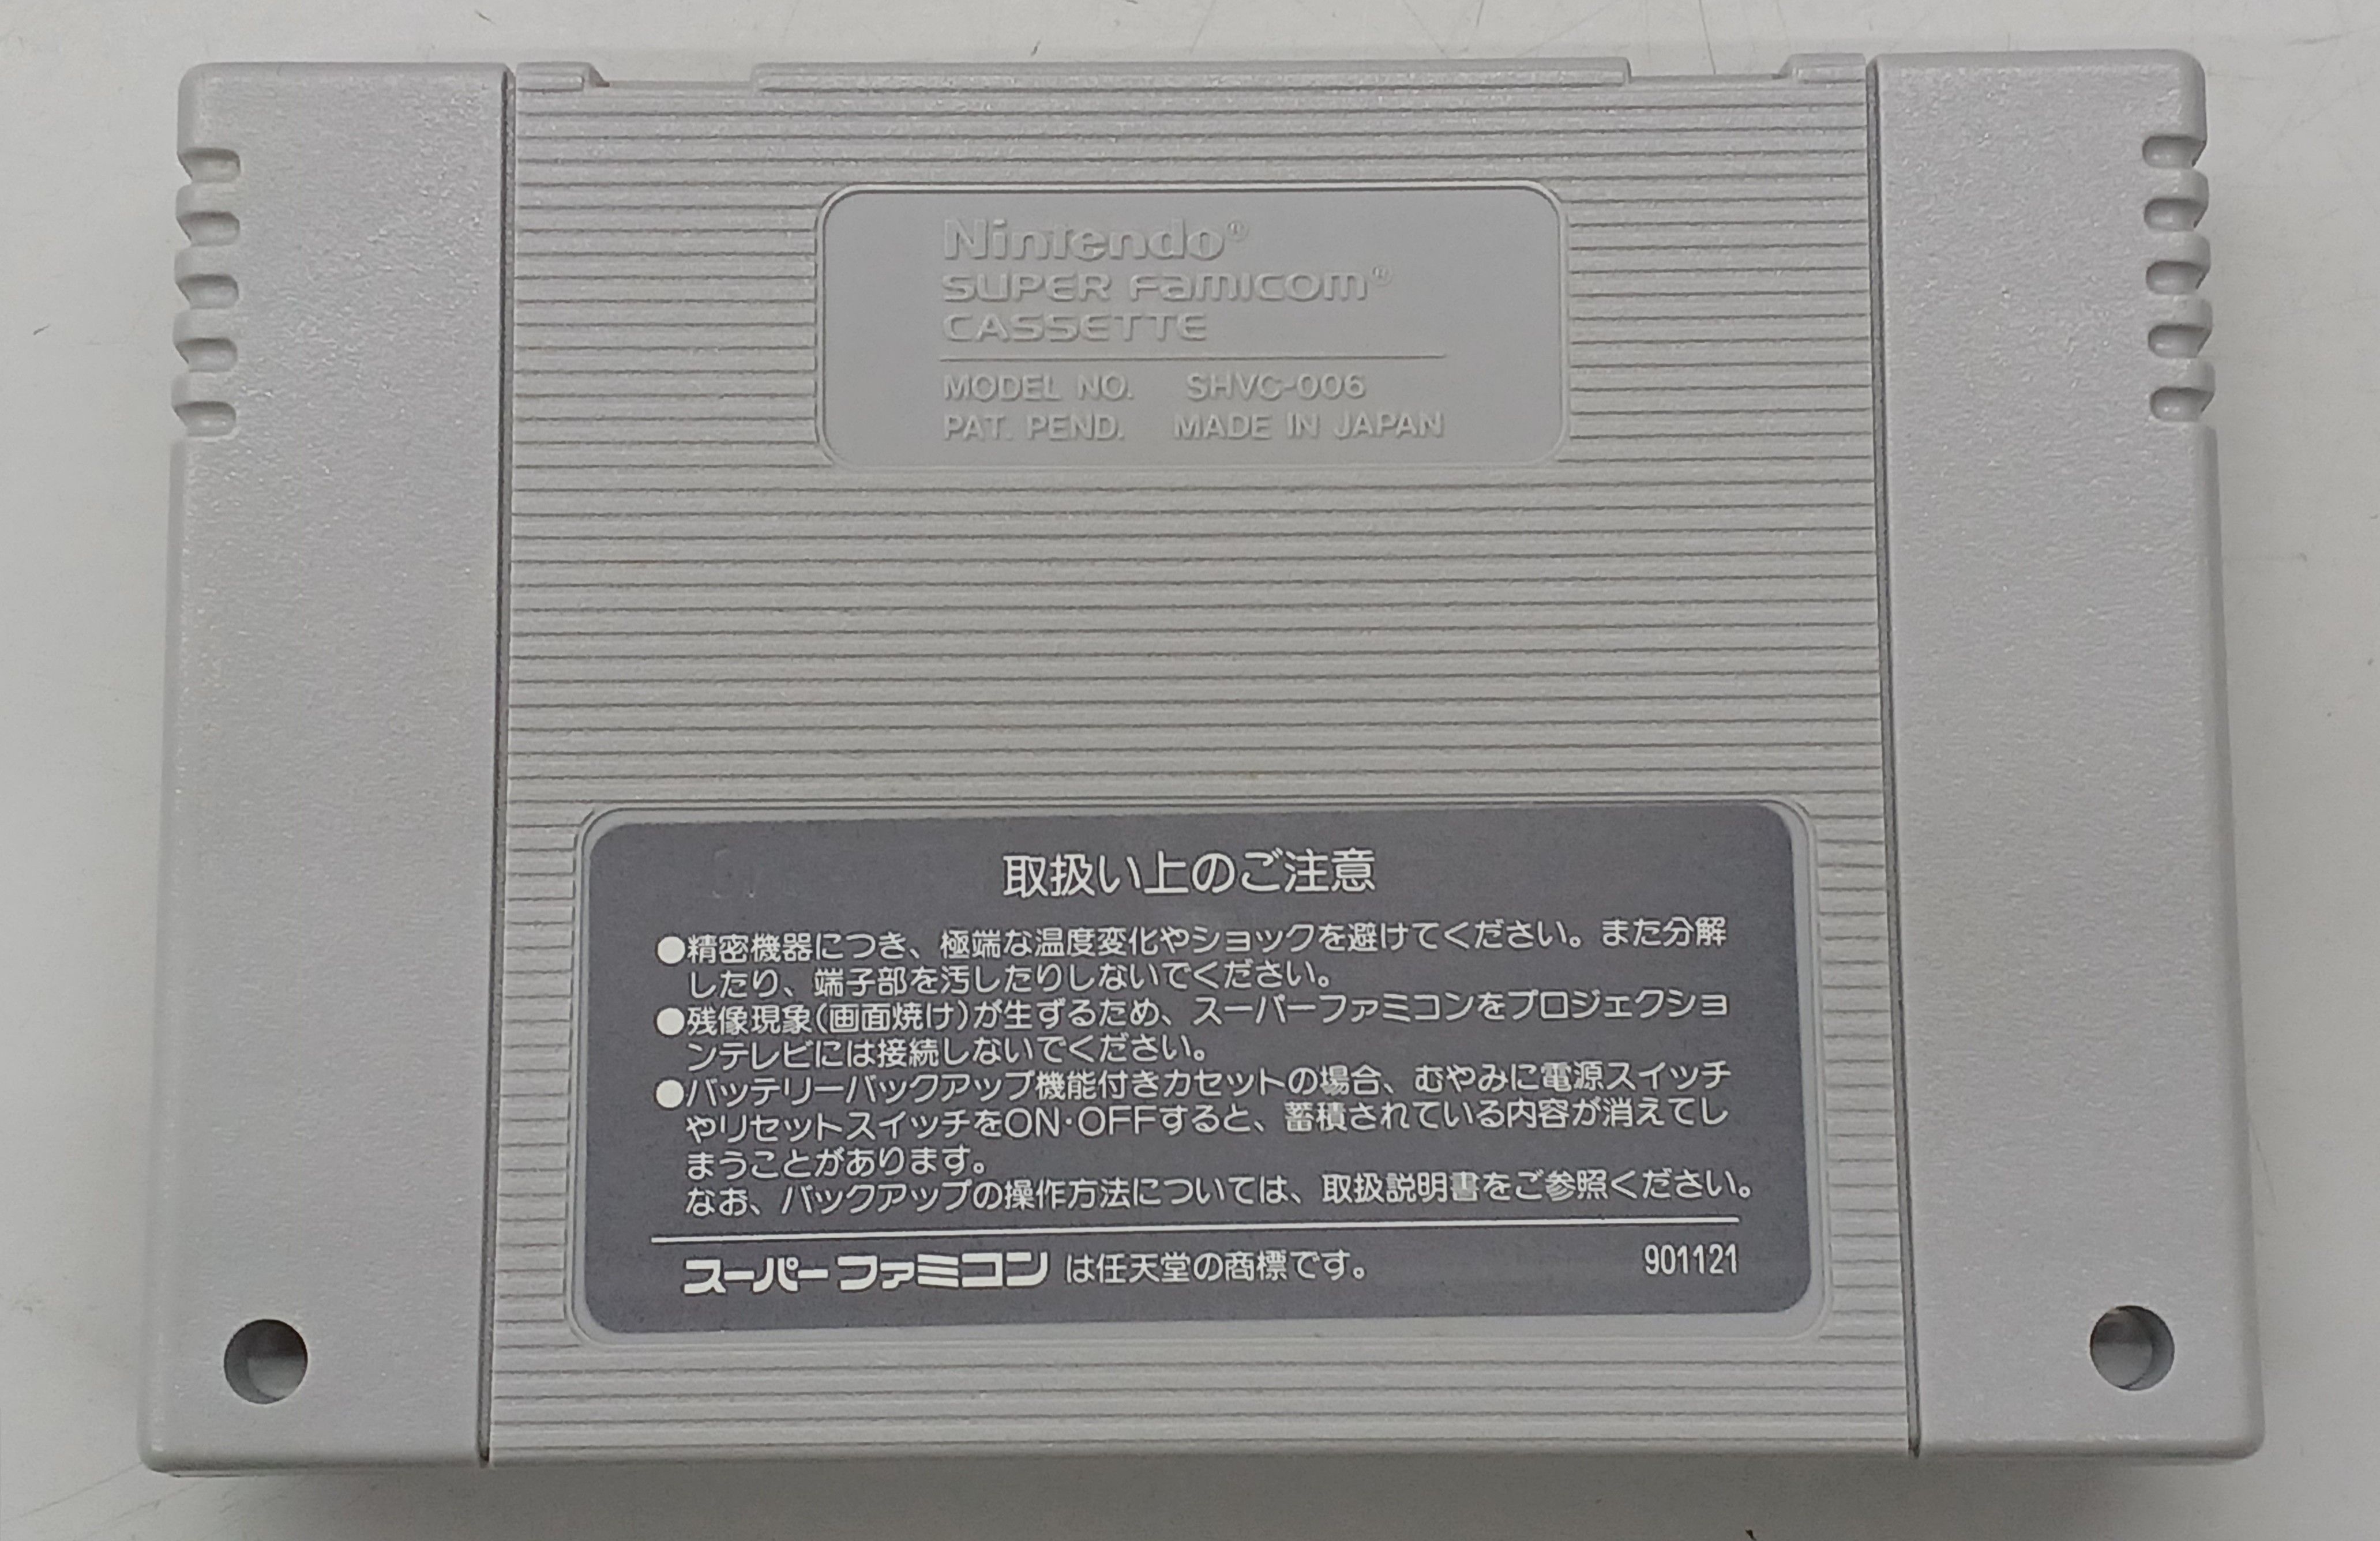 Nintendo®
SUPER FAMICOM®
CASSETTE
MODEL NO. SHVC-006
PAT. PEND. MADE IN JAPAN
取扱い上のご注意
●精密機器につき、極端な温度変化やショックを避けてください。また分解
したり、端子部を汚したりしないでください。
●残像現象(画面焼け)が生ずるため、スーパーファミコンをプロジェクショ
ンテレビには接続しないでください。
●バッテリーバックアップ機能付きカセットの場合、むやみに電源スイッチ
やリセットスイッチをON·OFFすると、蓄積されている内容が消えてし
まうことがあります。
なお、バックアップの操作方法については、取扱説明書をご参照ください。
スーパーファミコン は任天堂の商標です。 901121